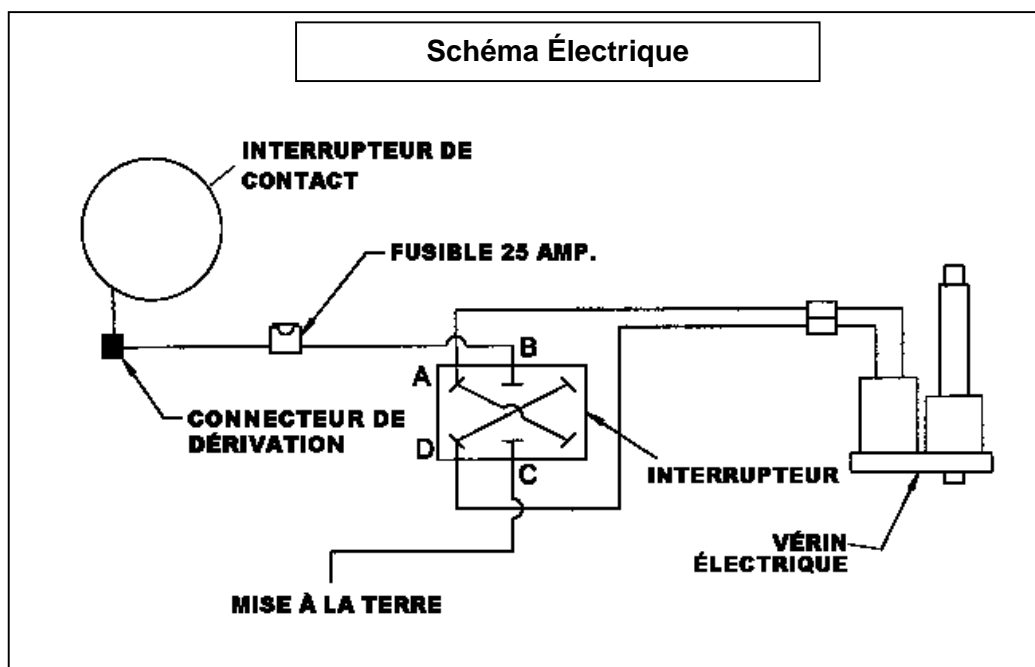 Schéma Électrique
INTERRUPTEUR DE
CONTACT
FUSIBLE 25 AMP.
B
A
CONNECTEUR DE
DÉRIVATION
D
C
INTERRUPTEUR
VÉRIN
ÉLECTRIQUE
MISE À LA TERRE